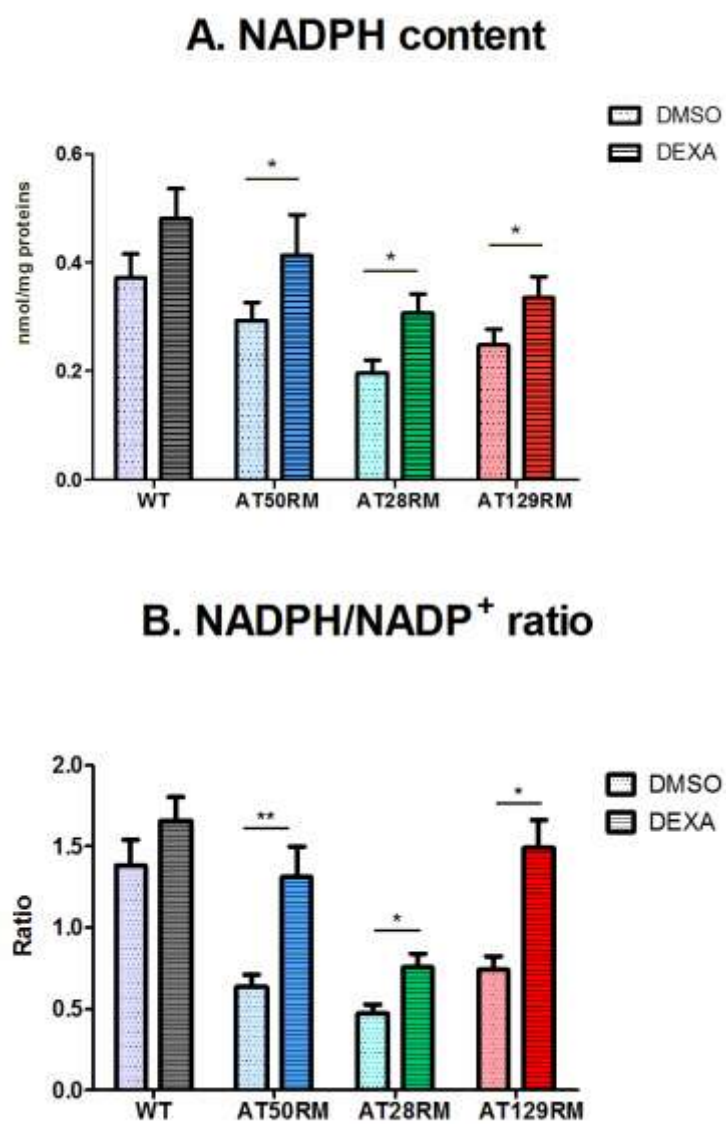 A. NADPH content
DMSO
DEXA
nmol/mg proteins
0.6
0.4
0.2
0.0
*
*
*
WT AT50RM AT28RM AT129RM
B. NADPH/NADP⁺ ratio
DMSO
DEXA
Ratio
2.0
1.5
1.0
0.5
0.0
**
*
*
WT AT50RM AT28RM AT129RM